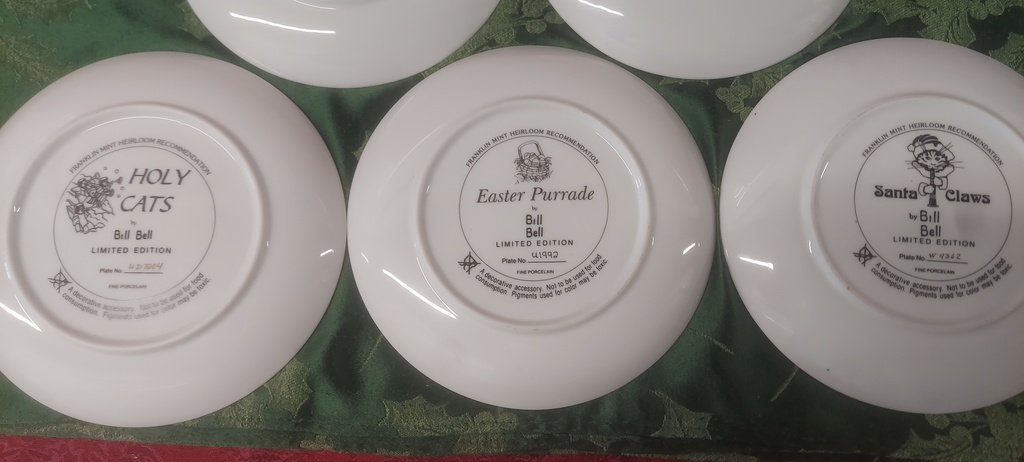 FRANKLIN MINT HEIRLOOM RECOMMENDATION
HOLY
CATS
by
Bill Bell
LIMITED EDITION
Plate No.
FINE PORCELAIN
A decorative accessory. Not to be used for food
consumption. Pigments used for color may be toxic.
FRANKLIN MINT HEIRLOOM RECOMMENDATION
Easter Purrade
by
Bill
Bell
LIMITED EDITION
Plate No. U1992
FINE PORCELAIN
A decorative accessory. Not to be used for food
consumption. Pigments used for color may be toxic.
FRANKLIN MINT HEIRLOOM RECOMMENDATION
Santa Claws
by Bill
Bell
LIMITED EDITION
Plate No. W4362
FINE PORCELAIN
A decorative accessory. Not to be used for food
consumption. Pigments used for color may be toxic.